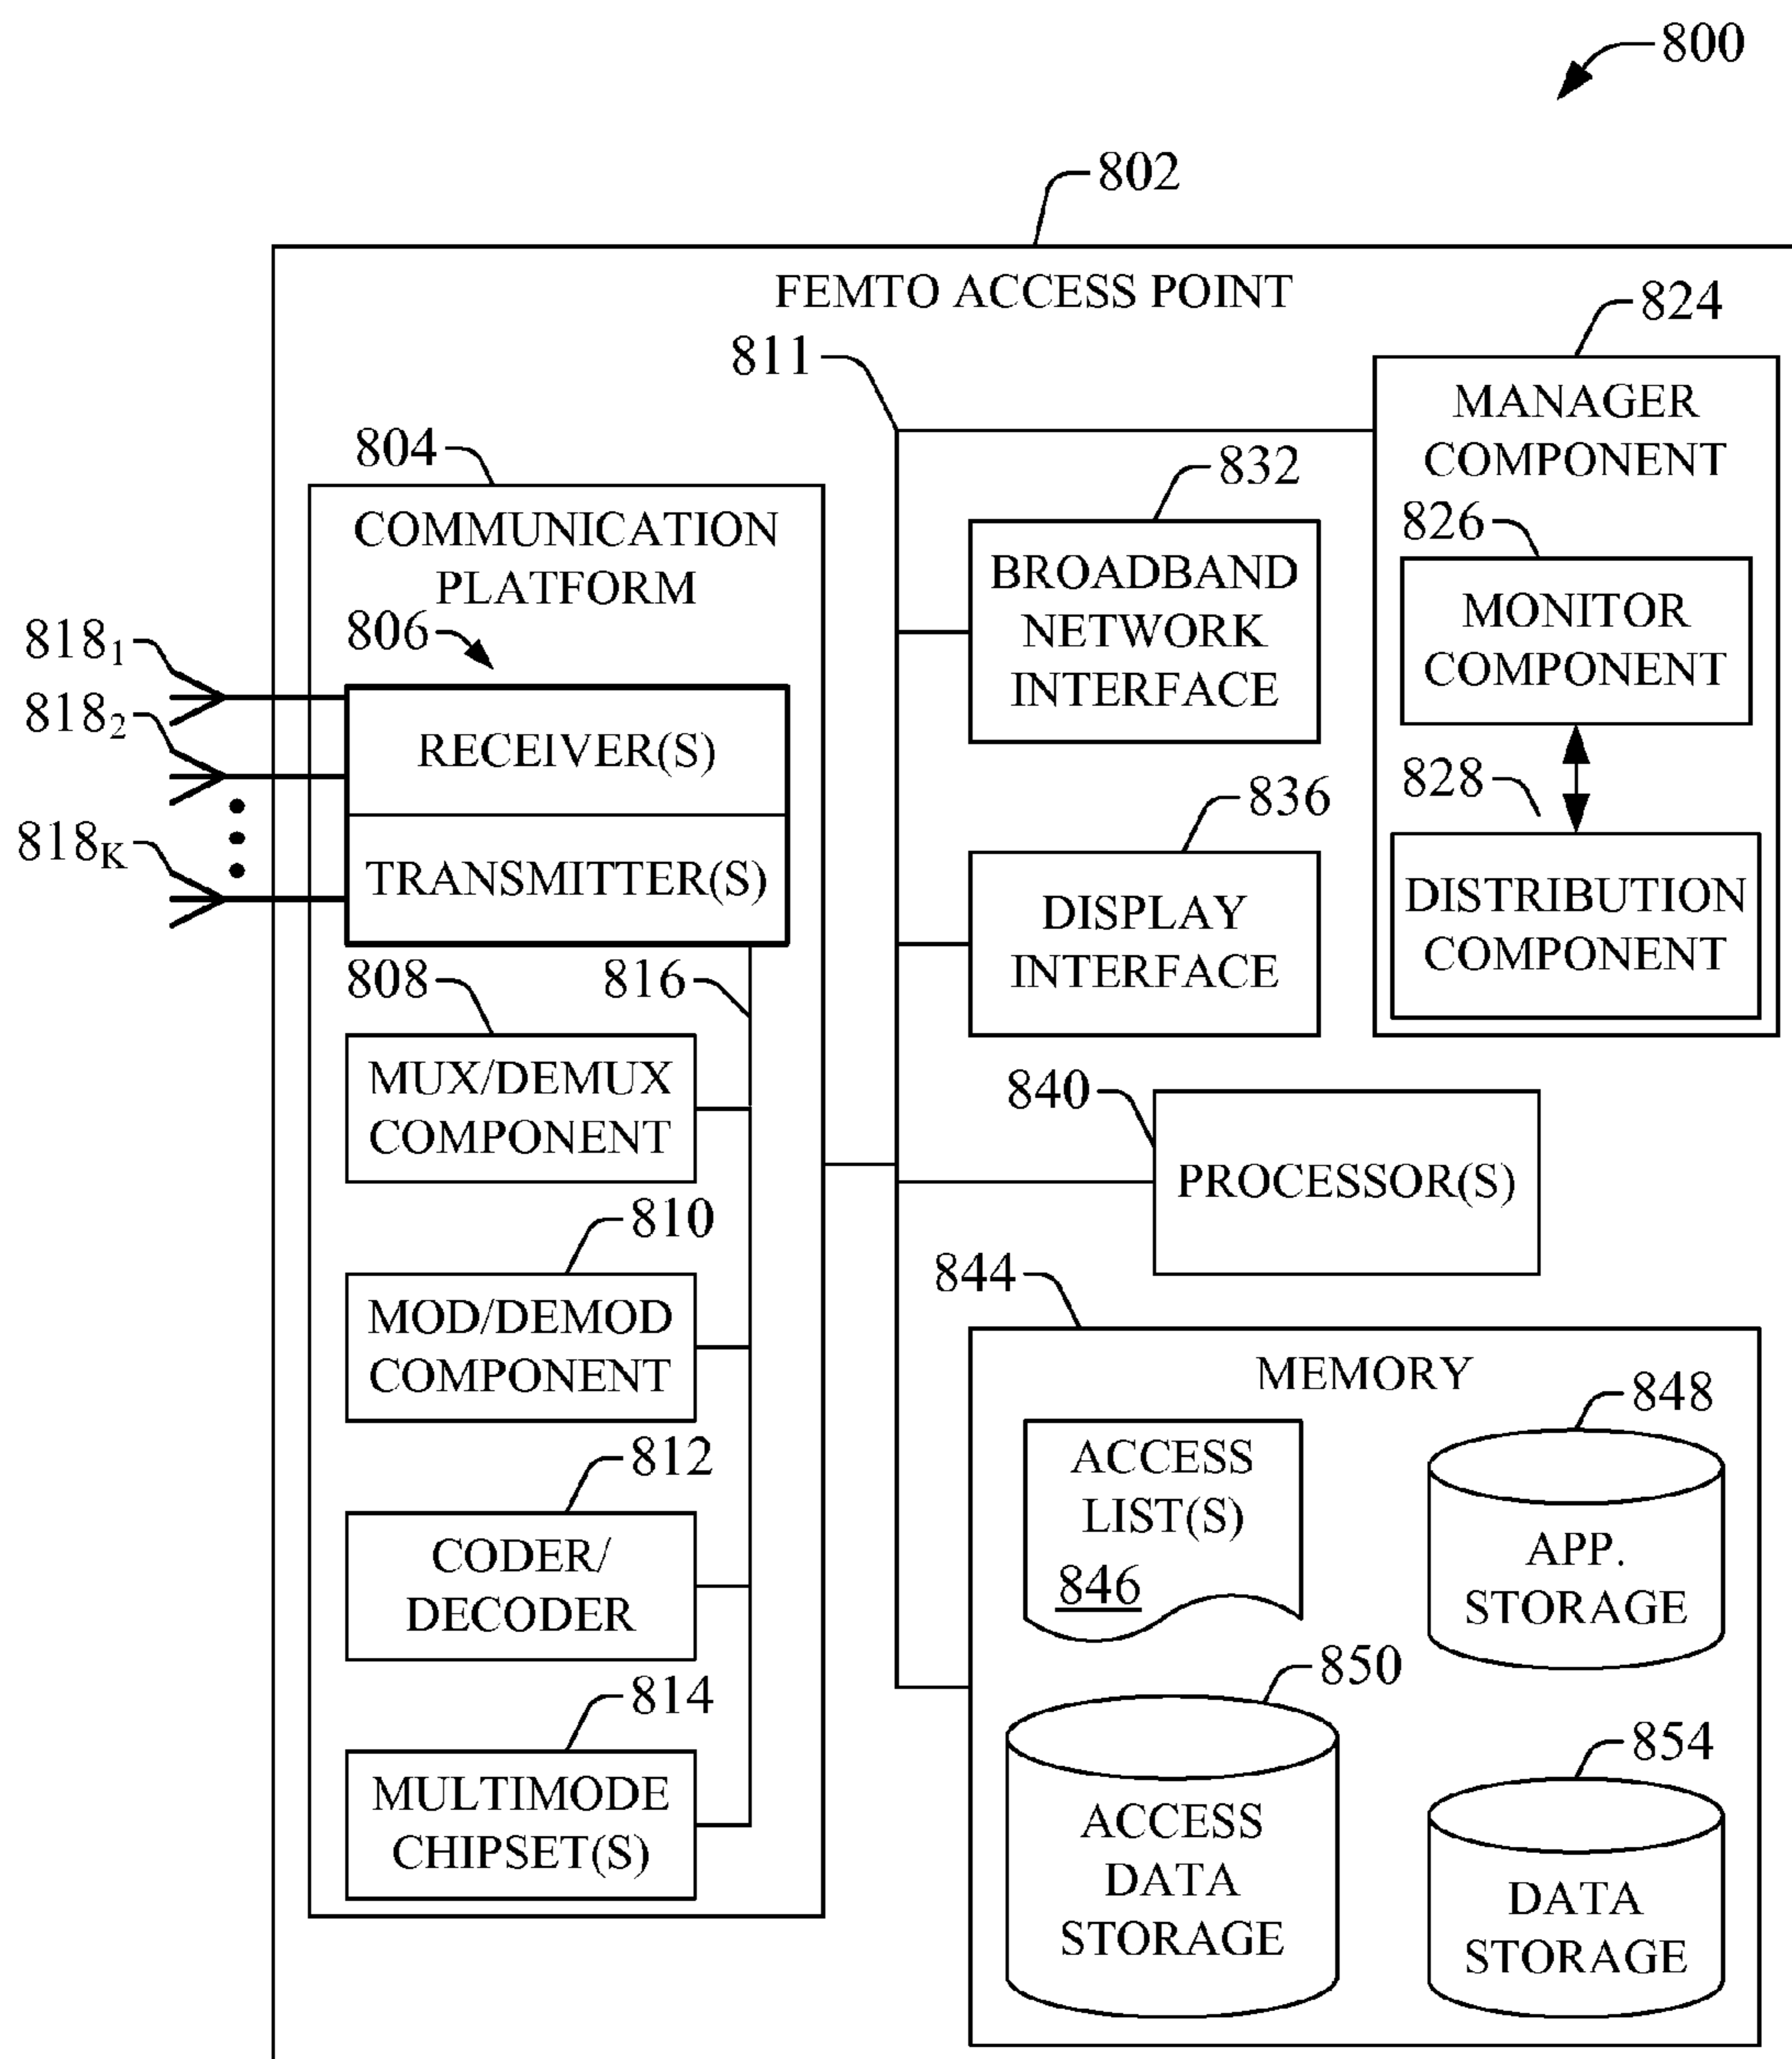 800
802
FEMTO ACCESS POINT
824
811
MANAGER
COMPONENT
804
832
826
COMMUNICATION
PLATFORM
806
BROADBAND
NETWORK
INTERFACE
MONITOR
COMPONENT
818₁
818₂
818K
RECEIVER(S)
TRANSMITTER(S)
828
836
DISTRIBUTION
COMPONENT
DISPLAY
INTERFACE
808
816
MUX/DEMUX
COMPONENT
840
PROCESSOR(S)
810
MOD/DEMOD
COMPONENT
844
MEMORY
848
ACCESS
LIST(S)
846
APP.
STORAGE
812
CODER/
DECODER
850
814
MULTIMODE
CHIPSET(S)
854
ACCESS
DATA
STORAGE
DATA
STORAGE